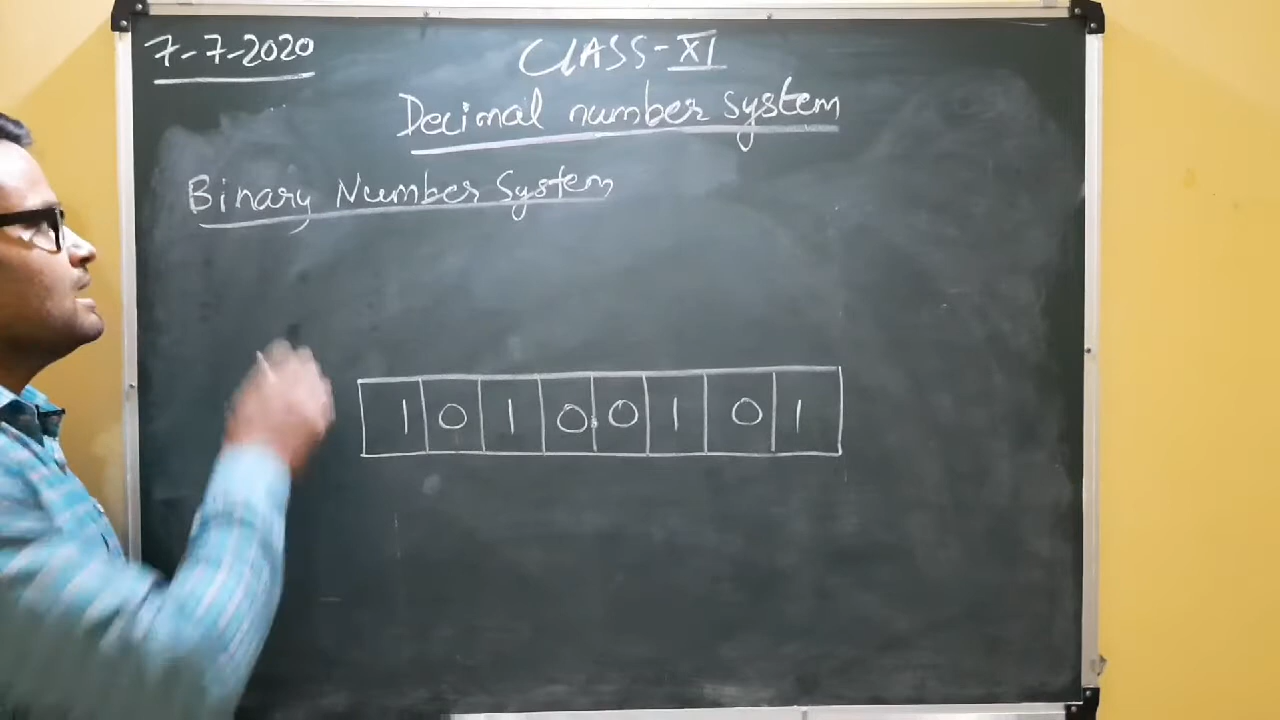 7-7-2020
CLASS-XI
Decimal number system
Binary Number System
1 0 1 0.0 1 0 1